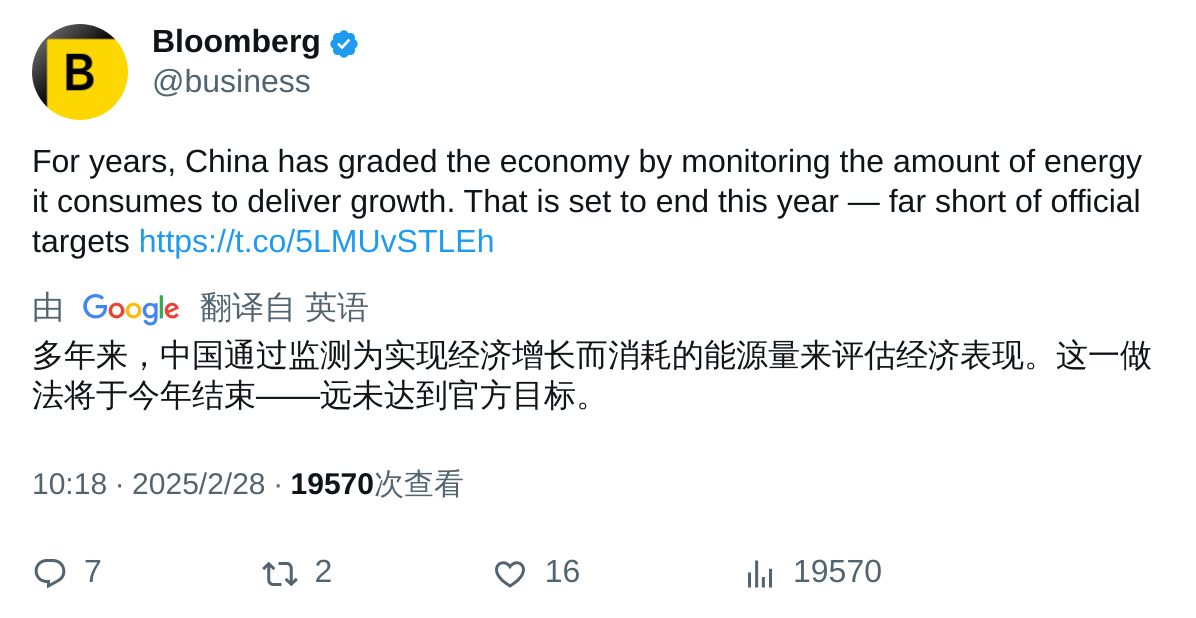 B
Bloomberg
@business
For years, China has graded the economy by monitoring the amount of energy
it consumes to deliver growth. That is set to end this year — far short of official
targets https://t.co/5LMUvSTLEh
由 Google 翻译自 英语
多年来，中国通过监测为实现经济增长而消耗的能源量来评估经济表现。这一做
法将于今年结束——远未达到官方目标。
10:18 · 2025/2/28 · 19570次查看
7 2 16 19570